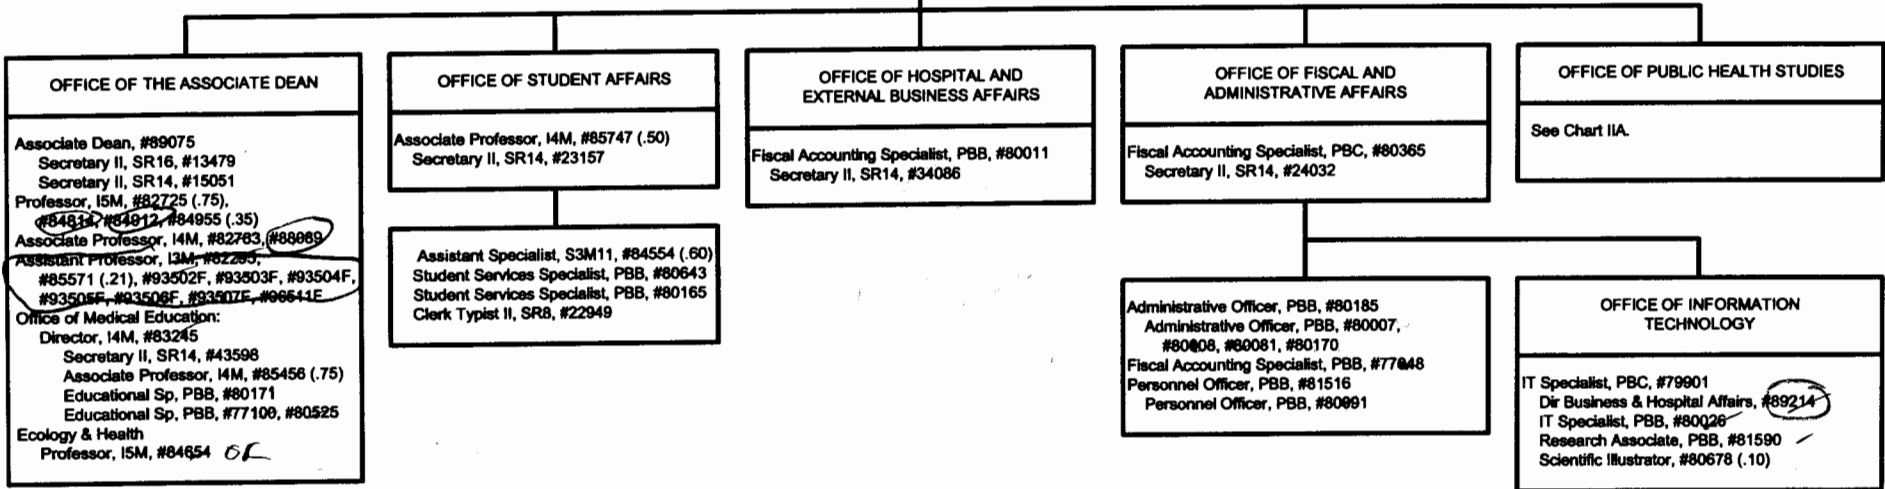 OFFICE OF THE ASSOCIATE DEAN
Associate Dean, #89075
Secretary II, SR16, #13479
Secretary II, SR14, #15051
Professor, I5M, #82725 (.75),
#84814, #84912, #84955 (.35)
Associate Professor, I4M, #82763, #88089
Assistant Professor, I3M, #82295,
#85571 (.21), #93502F, #93503F, #93504F,
#93505F, #93506F, #93507F, #96541F
Office of Medical Education:
Director, I4M, #83245
Secretary II, SR14, #43598
Associate Professor, I4M, #85456 (.75)
Educational Sp, PBB, #80171
Educational Sp, PBB, #77100, #80525
Ecology & Health
Professor, I5M, #84654
OFFICE OF STUDENT AFFAIRS
Associate Professor, I4M, #85747 (.50)
Secretary II, SR14, #23157
Assistant Specialist, S3M11, #84554 (.60)
Student Services Specialist, PBB, #80643
Student Services Specialist, PBB, #80165
Clerk Typist II, SR8, #22949
OFFICE OF HOSPITAL AND
EXTERNAL BUSINESS AFFAIRS
Fiscal Accounting Specialist, PBB, #80011
Secretary II, SR14, #34086
OFFICE OF FISCAL AND
ADMINISTRATIVE AFFAIRS
Fiscal Accounting Specialist, PBC, #80365
Secretary II, SR14, #24032
Administrative Officer, PBB, #80185
Administrative Officer, PBB, #80007,
#80008, #80081, #80170
Fiscal Accounting Specialist, PBB, #77048
Personnel Officer, PBB, #81516
Personnel Officer, PBB, #80091
OFFICE OF PUBLIC HEALTH STUDIES
See Chart IIA.
OFFICE OF INFORMATION
TECHNOLOGY
IT Specialist, PBC, #79901
Dir Business & Hospital Affairs, #89214
IT Specialist, PBB, #80026
Research Associate, PBB, #81590
Scientific Illustrator, #80678 (.10)